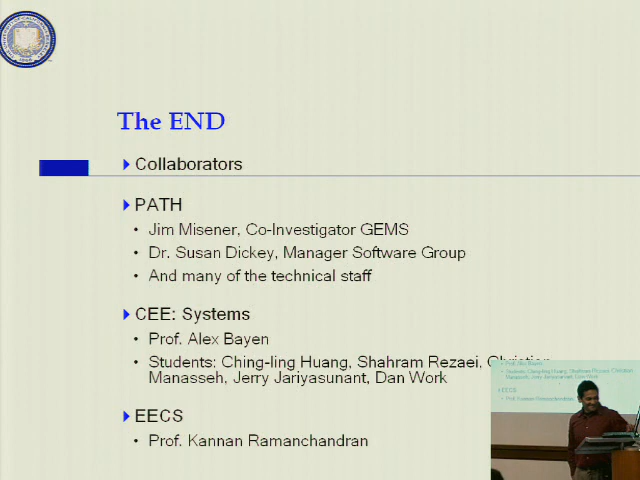 The END
Collaborators
PATH
Jim Misener, Co-Investigator GEMS
Dr. Susan Dickey, Manager Software Group
And many of the technical staff
CEE: Systems
Prof. Alex Bayen
Students: Ching-ling Huang, Shahram Rezaei, Christian
Manasseh, Jerry Jariyasunant, Dan Work
EECS
Prof. Kannan Ramanchandran